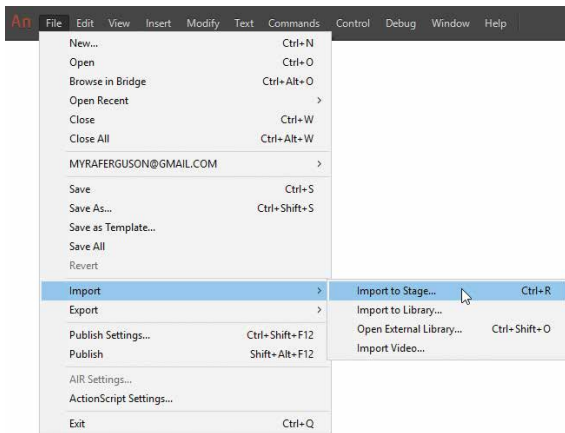 An File Edit View Insert Modify Text Commands Control Debug Window Help
New... Ctrl+N
Open Ctrl+O
Browse in Bridge Ctrl+Alt+O
Open Recent >
Close Ctrl+W
Close All Ctrl+Alt+W
MYRAFERGUSON@GMAIL.COM >
Save Ctrl+S
Save As... Ctrl+Shift+S
Save as Template...
Save All
Revert
Import >
Import to Stage... Ctrl+R
Export >
Import to Library...
Publish Settings... Ctrl+Shift+F12
Open External Library... Ctrl+Shift+O
Publish Shift+Alt+F12
Import Video...
AIR Settings...
ActionScript Settings...
Exit Ctrl+Q